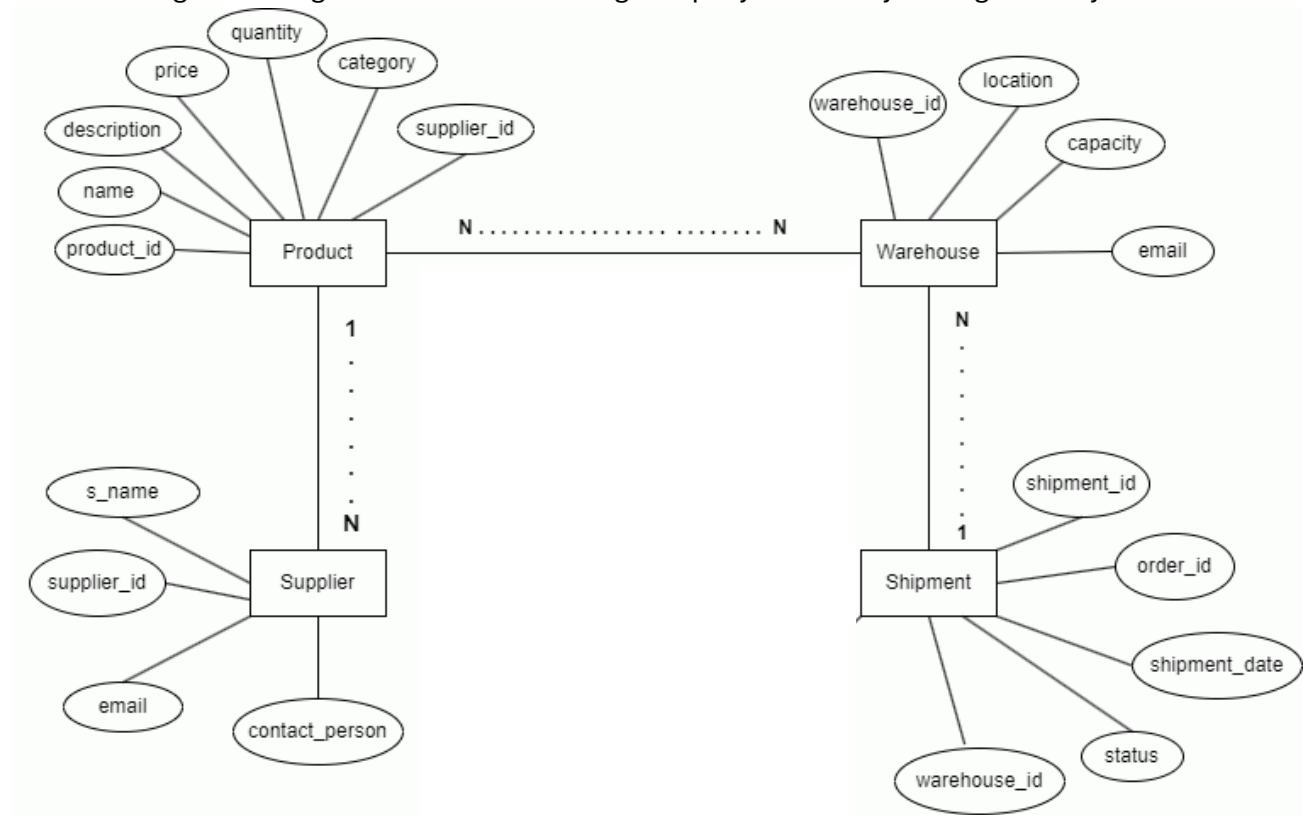 quantity
price
category
location
warehouse_id
description
supplier_id
capacity
name
N
N
product_id
Product
Warehouse
email
1
N
shipment_id
s_name
N
1
order_id
supplier_id
Supplier
Shipment
shipment_date
email
contact_person
status
warehouse_id